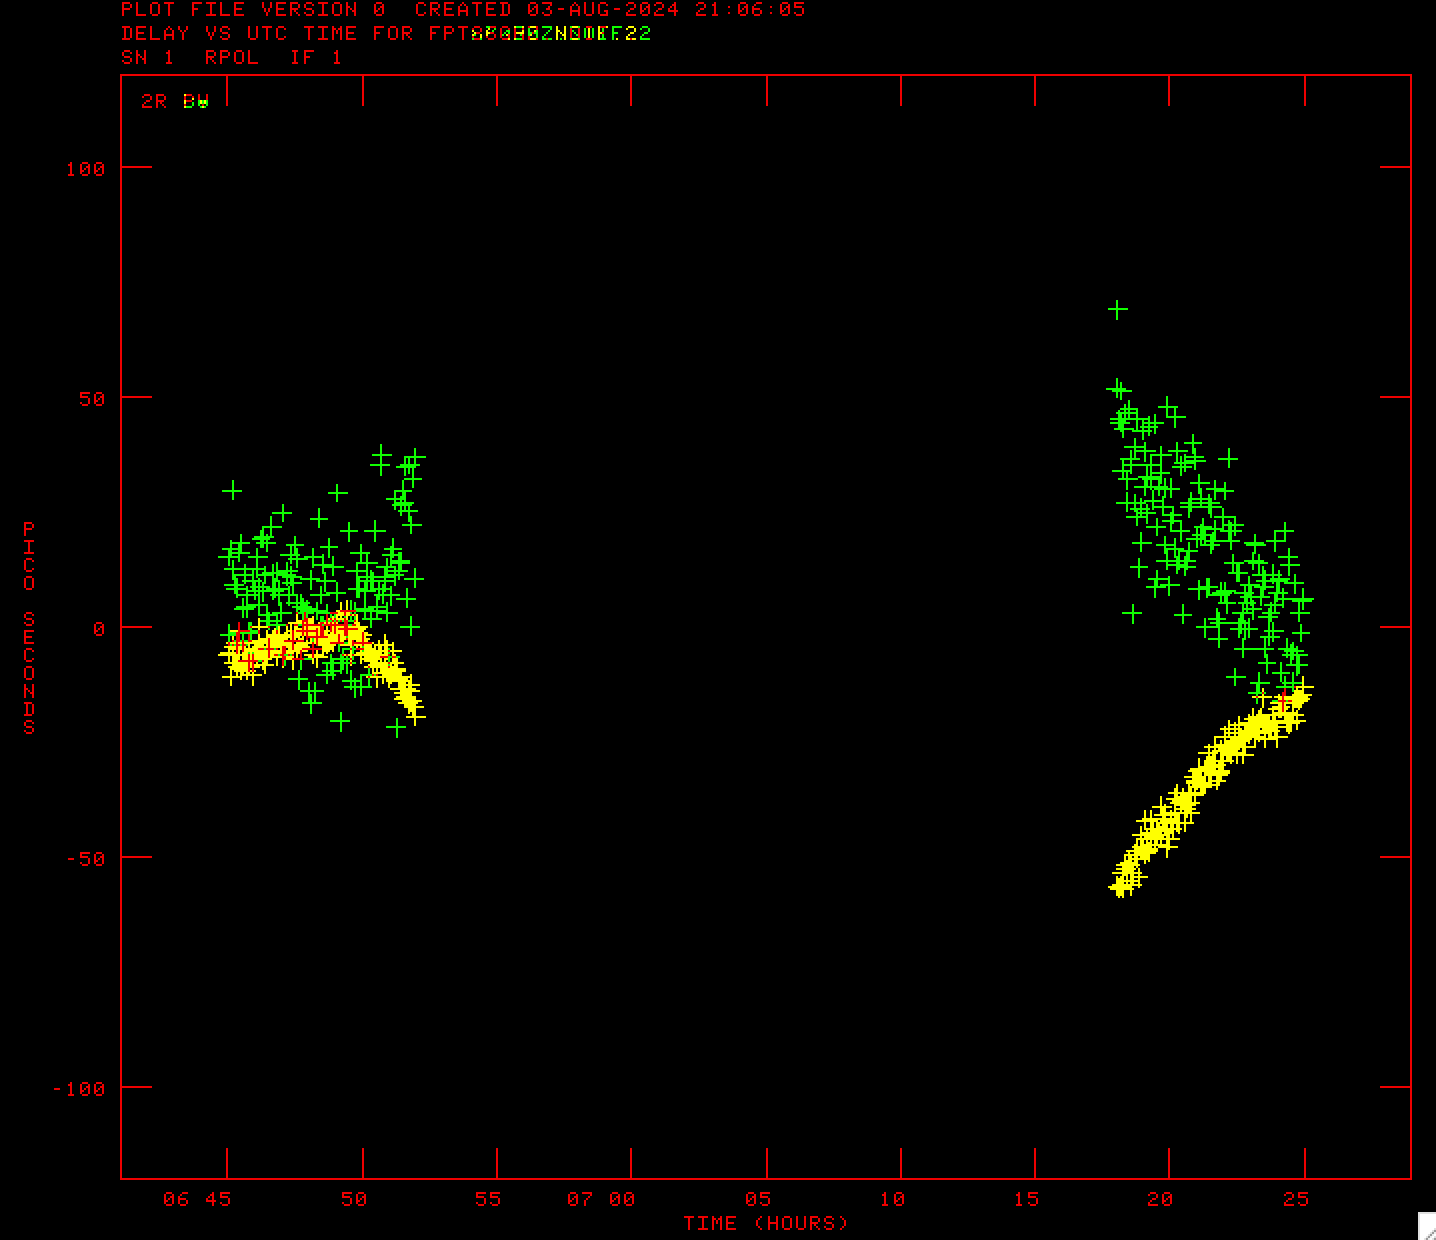 PLOT FILE VERSION 0 CREATED 03-AUG-2024 21:06:05
DELAY VS UTC TIME FOR
SN 1 RPOL IF 1
2R
100
50
0
-50
-100
PICO SECONDS
06 45
50
55
07 00
05
10
15
20
25
TIME (HOURS)